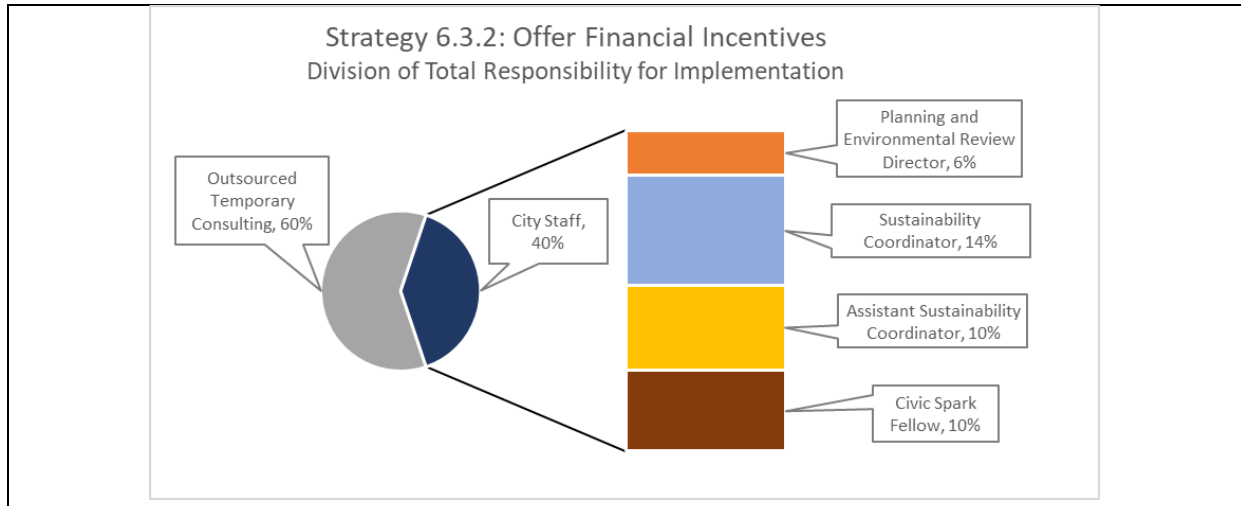 Strategy 6.3.2: Offer Financial Incentives
Division of Total Responsibility for Implementation
Outsourced
Temporary
Consulting, 60%
City Staff,
40%
Planning and
Environmental Review
Director, 6%
Sustainability
Coordinator, 14%
Assistant Sustainability
Coordinator, 10%
Civic Spark
Fellow, 10%